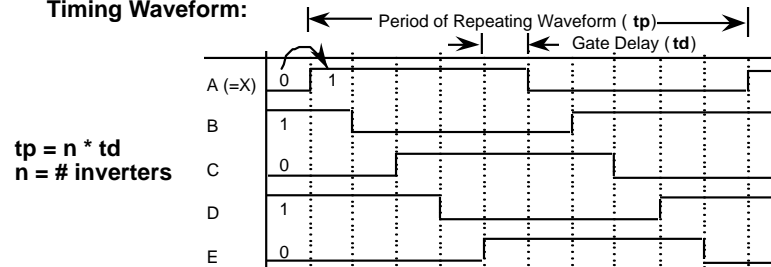 Timing Waveform:
Period of Repeating Waveform ( tp)
Gate Delay ( td)
A (=X) 0 1
B 1
tp = n * td
n = # inverters
C 0
D 1
E 0